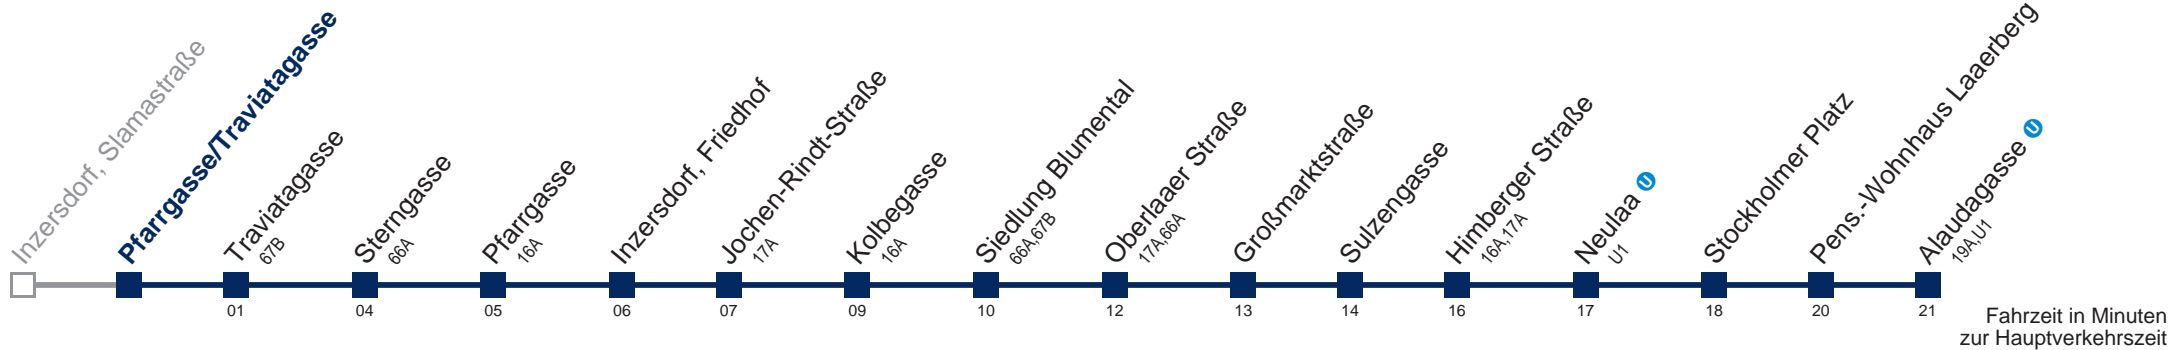 Inzersdorf, Slamastraße
Pfarrgasse/Traviatagasse
Traviatagasse
67B
Sterngasse
66A
Pfarrgasse
16A
Inzersdorf, Friedhof
Jochen-Rindt-Straße
17A
Kolbegasse
16A
Siedlung Blumental
66A,67B
Oberlaaer Straße
17A,66A
Großmarktstraße
Sulzengasse
Himberger Straße
16A,17A
Neulaa U
U1
Stockholmer Platz
Pens.-Wohnhaus Laaerberg
Alaudagasse U
19A,U1
01 04 05 06 07 09 10 12 13 14 16 17 18 20 21
Fahrzeit in Minuten
zur Hauptverkehrszeit